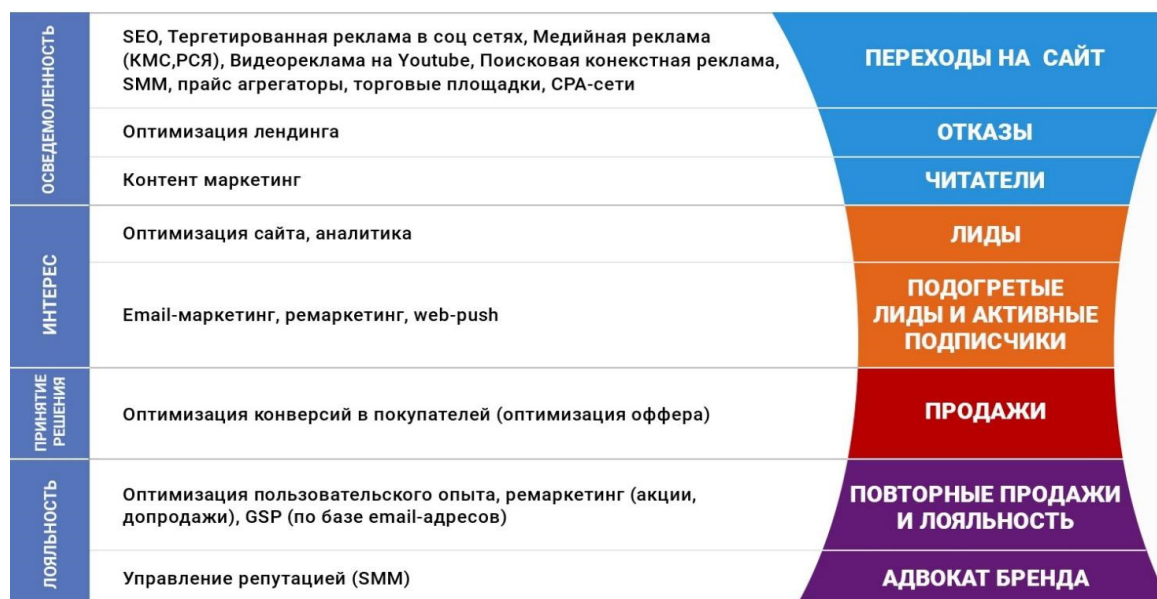 ОСВЕДЕМОЛЕННОСТЬ
SEO, Тергетированная реклама в соц сетях, Медийная реклама
(КМС,РСЯ), Видеореклама на Youtube, Поисковая конекстная реклама,
SMM, прайс агрегаторы, торговые площадки, CPA-сети
ПЕРЕХОДЫ НА САЙТ
Оптимизация лендинга
ОТКАЗЫ
Контент маркетинг
ЧИТАТЕЛИ
ИНТЕРЕС
Оптимизация сайта, аналитика
ЛИДЫ
Email-маркетинг, ремаркетинг, web-push
ПОДОГРЕТЫЕ
ЛИДЫ И АКТИВНЫЕ
ПОДПИСЧИКИ
ПРИНЯТИЕ
РЕШЕНИЯ
Оптимизация конверсий в покупателей (оптимизация оффера)
ПРОДАЖИ
ЛОЯЛЬНОСТЬ
Оптимизация пользовательского опыта, ремаркетинг (акции,
допродажи), GSP (по базе email-адресов)
ПОВТОРНЫЕ ПРОДАЖИ
И ЛОЯЛЬНОСТЬ
Управление репутацией (SMM)
АДВОКАТ БРЕНДА